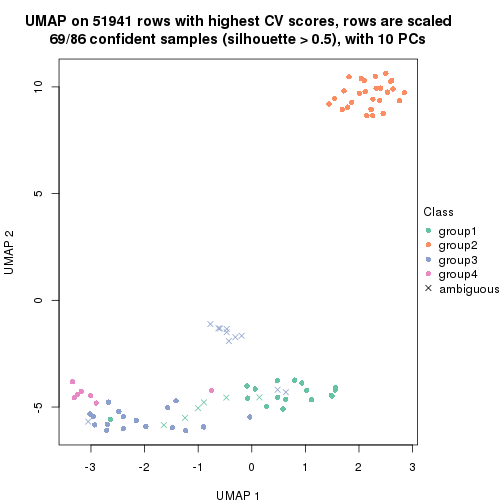 UMAP on 51941 rows with highest CV scores, rows are scaled
69/86 confident samples (silhouette > 0.5), with 10 PCs
10
5
0
-5
UMAP 2
-3
-2
-1
0
1
2
3
UMAP 1
Class
group1
group2
group3
group4
ambiguous